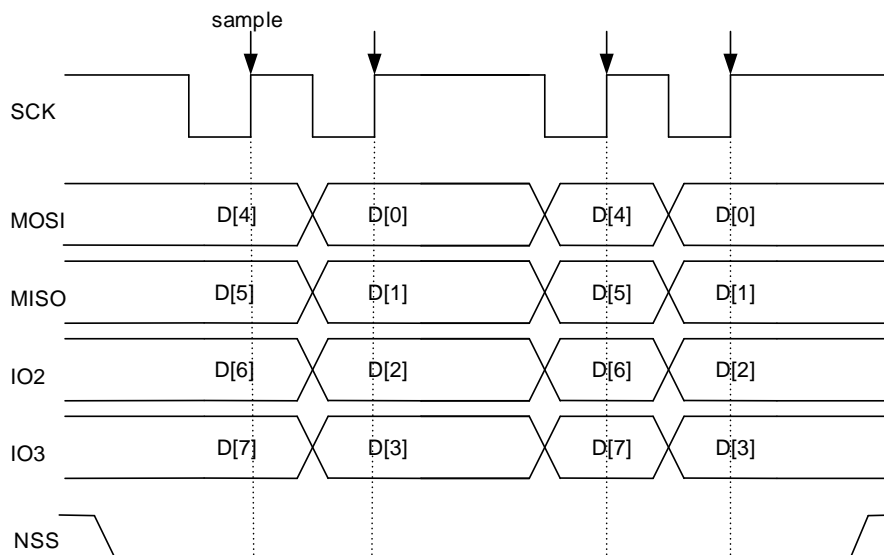 sample
SCK
MOSI D[4] D[0] D[4] D[0]
MISO D[5] D[1] D[5] D[1]
IO2 D[6] D[2] D[6] D[2]
IO3 D[7] D[3] D[7] D[3]
NSS